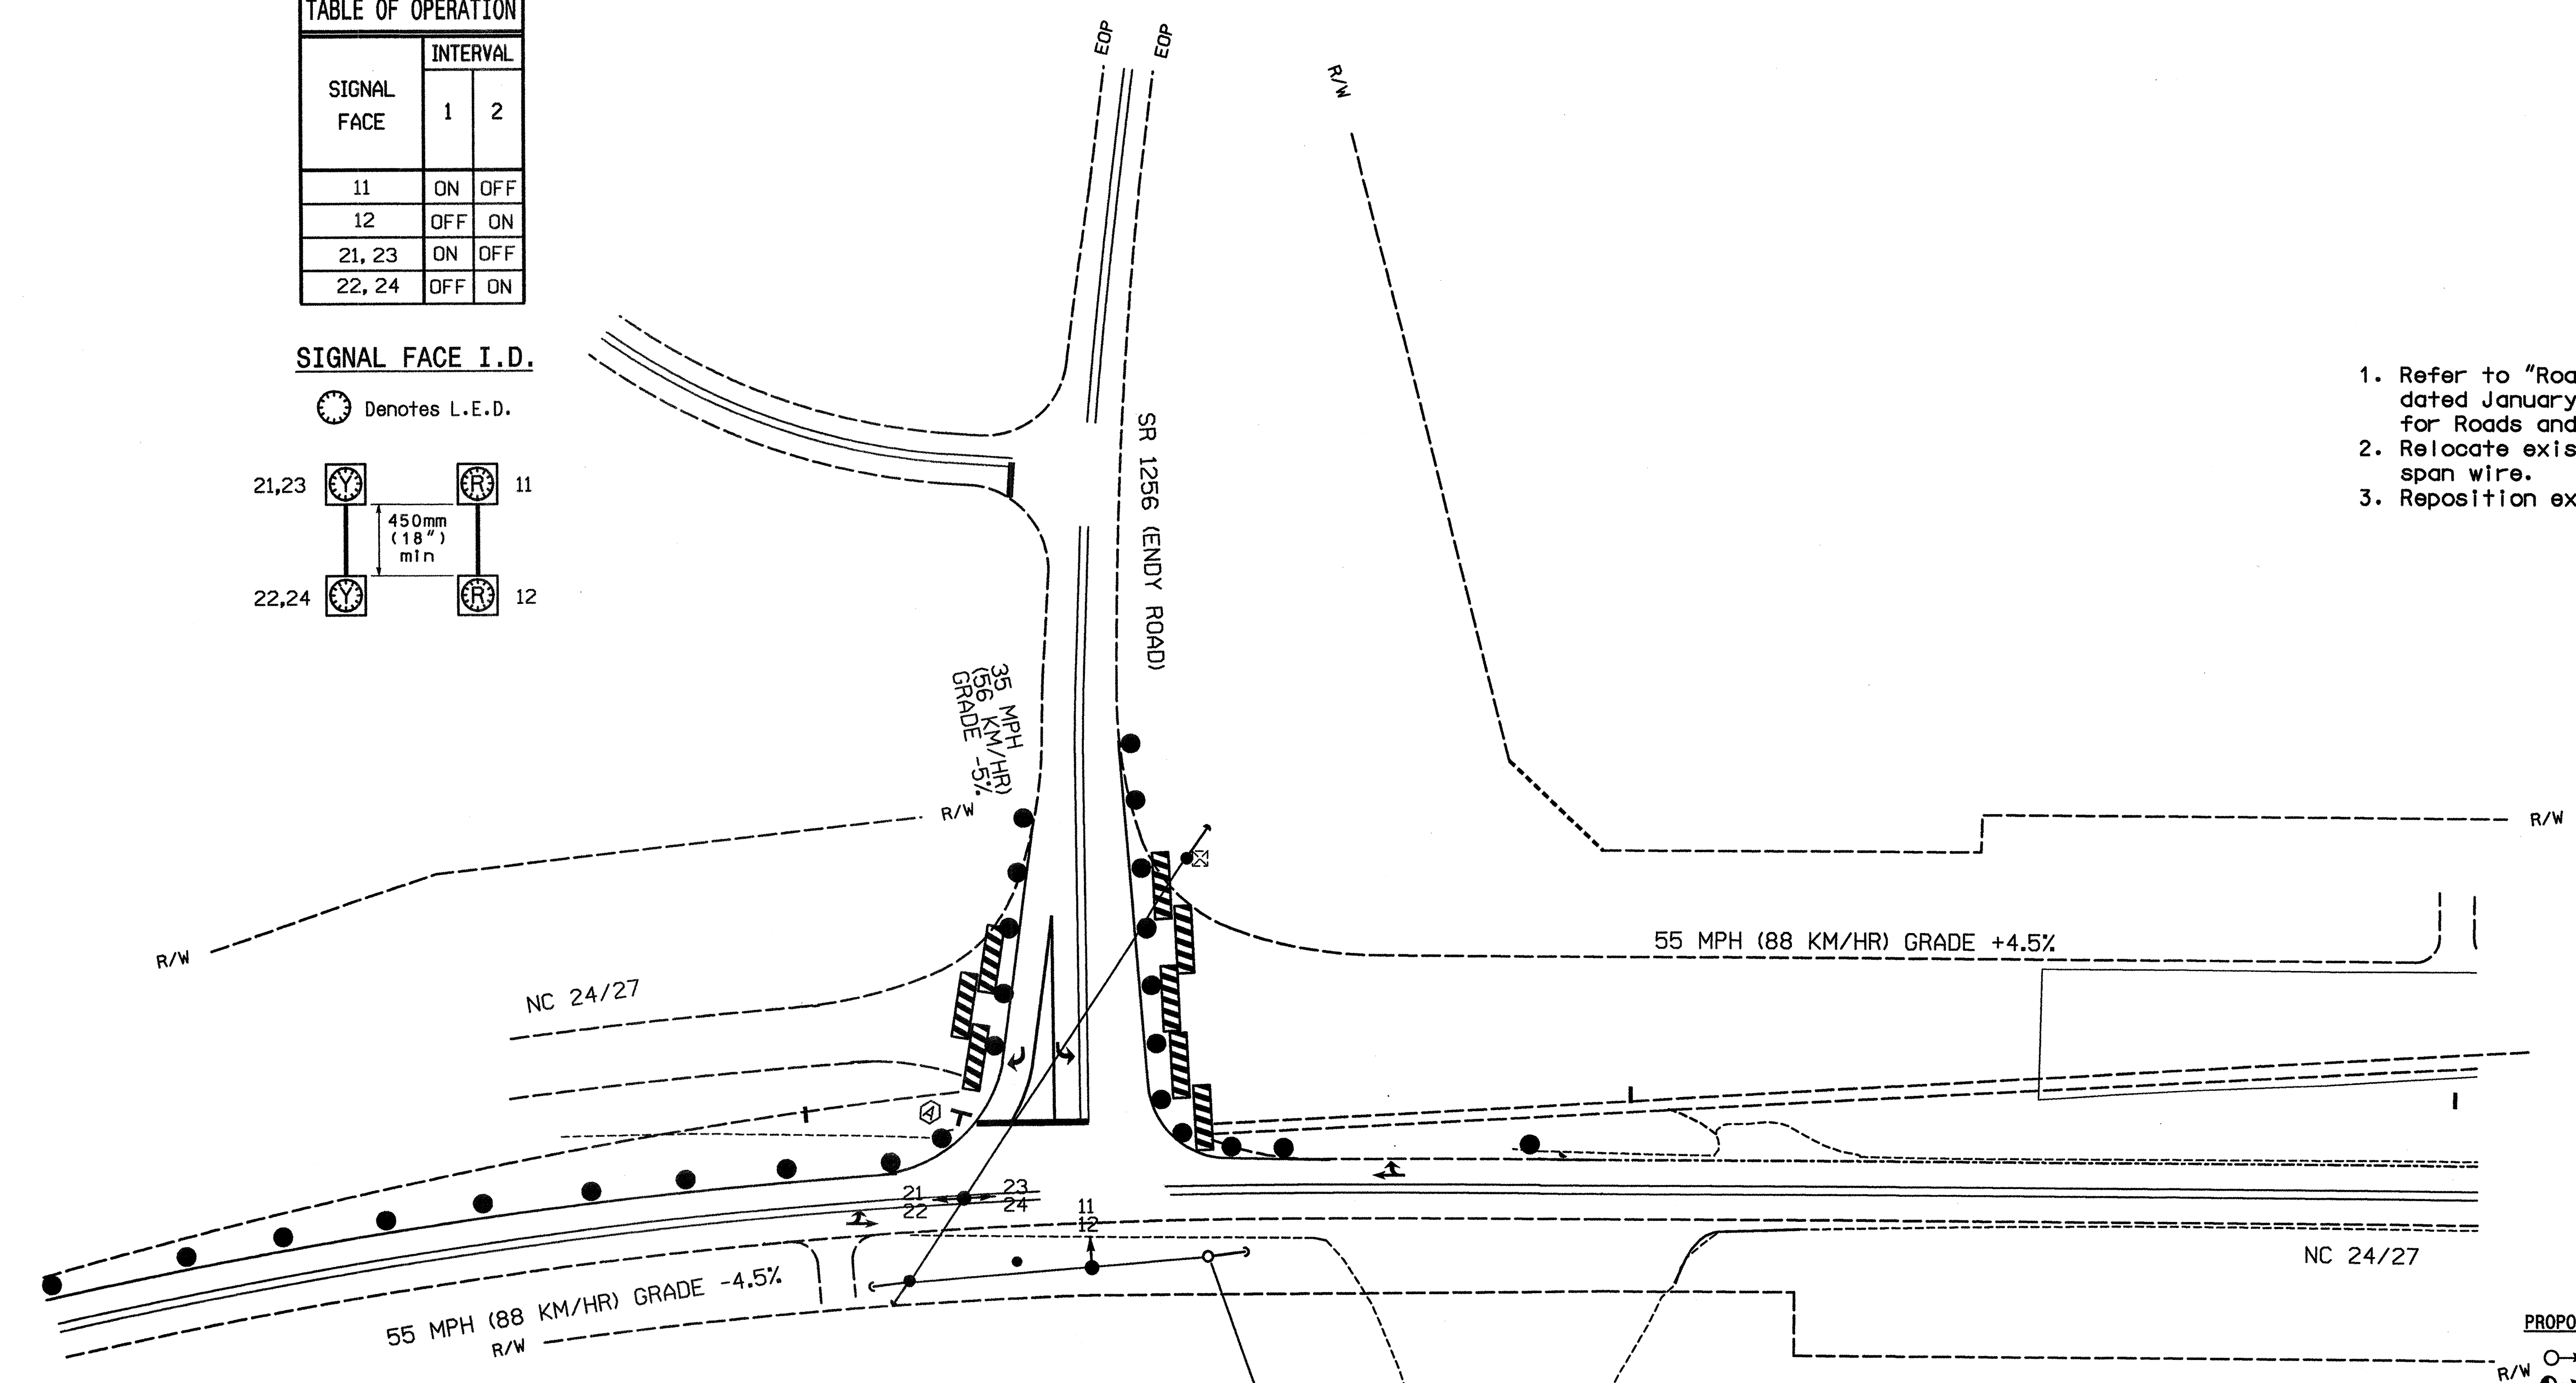 TABLE OF OPERATION
SIGNAL FACE
INTERVAL
1 2
11 ON OFF
12 OFF ON
21, 23 ON OFF
22, 24 OFF ON
SIGNAL FACE I.D.
Denotes L.E.D.
21,23 Y R 11
450mm
(18")
min
22,24 Y R 12
EOP
EOP
R/W
SR 1256 (ENDY ROAD)
35 MPH
(56 KM/HR)
GRADE -5%
R/W
R/W
NC 24/27
R/W
55 MPH (88 KM/HR) GRADE +4.5%
A
21
22
23
24
11
12
55 MPH (88 KM/HR) GRADE -4.5%
R/W
NC 24/27
R/W
1. Refer to "Roa
dated January
for Roads and
2. Relocate exis
span wire.
3. Reposition ex
PROPO